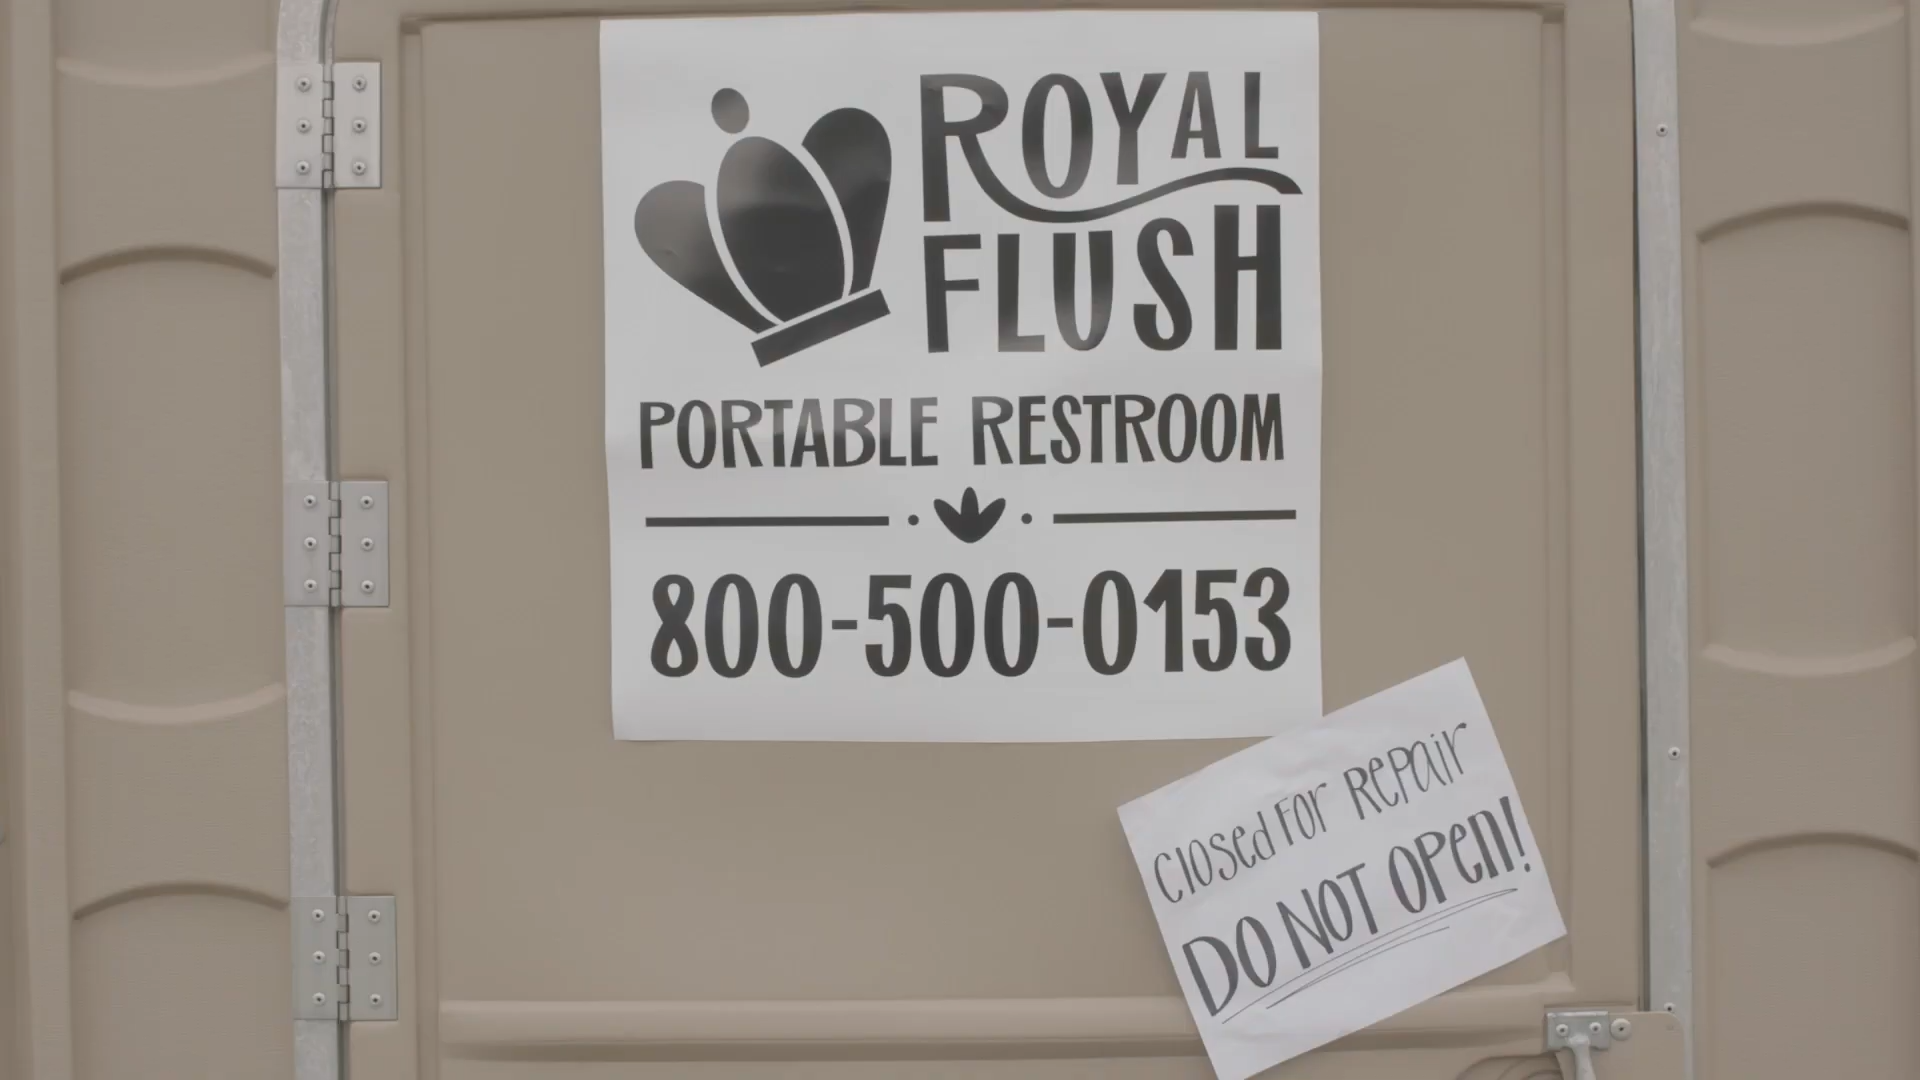 ROYAL
FLUSH
PORTABLE RESTROOM
800-500-0153
Closed For Repair
DO NOT OPen!